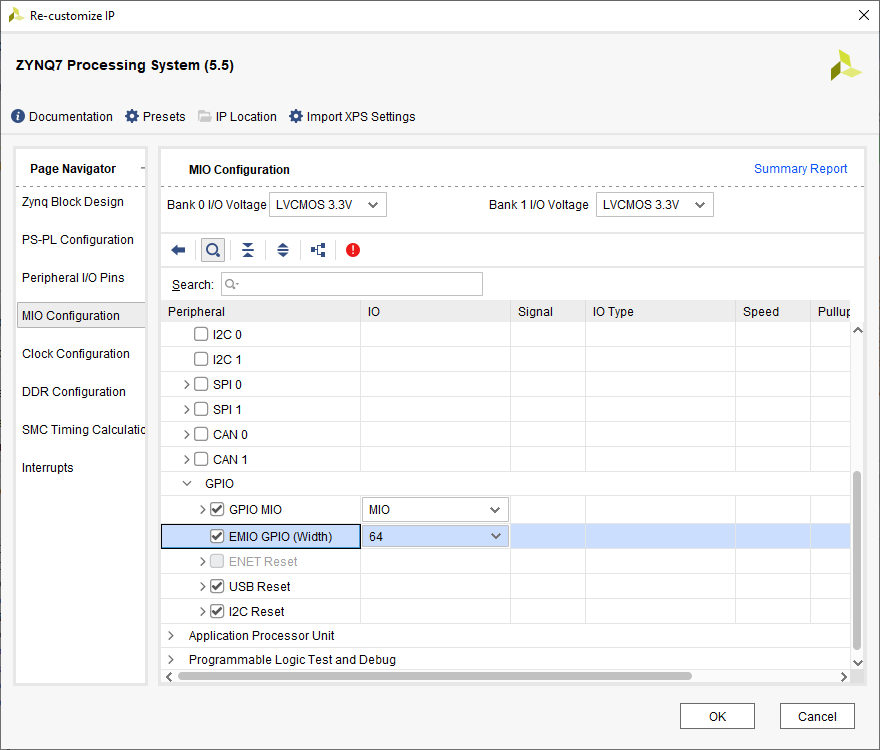 Re-customize IP
ZYNQ7 Processing System (5.5)
Documentation Presets IP Location Import XPS Settings
Page Navigator
Zynq Block Design
PS-PL Configuration
Peripheral I/O Pins
MIO Configuration
Clock Configuration
DDR Configuration
SMC Timing Calculatio
Interrupts
MIO Configuration Summary Report
Bank 0 I/O Voltage LVCMOS 3.3V Bank 1 I/O Voltage LVCMOS 3.3V
Search: Q-
Peripheral IO Signal IO Type Speed Pullup
I2C 0
I2C 1
SPI 0
SPI 1
CAN 0
CAN 1
GPIO
GPIO MIO MIO
EMIO GPIO (Width) 64
ENET Reset
USB Reset
I2C Reset
Application Processor Unit
Programmable Logic Test and Debug
OK Cancel